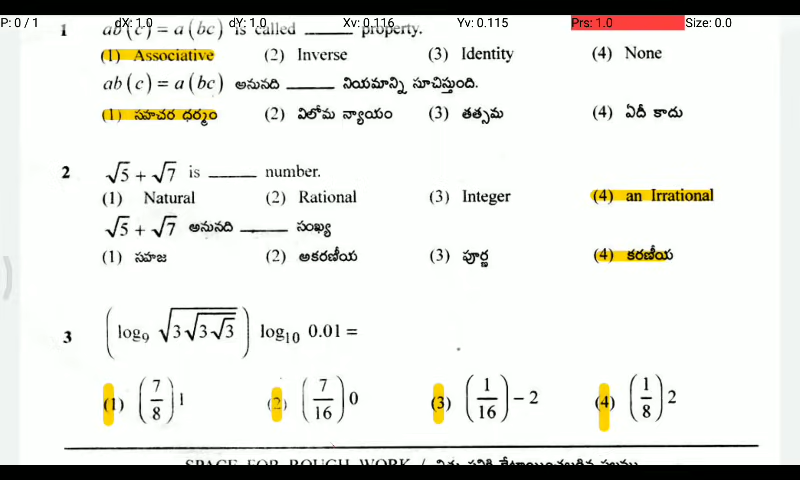 P: 0 / 1 dX: 1.0 dY: 1.0 Xv: 0.116 Yv: 0.115 Prs: 1.0 Size: 0.0
1 ab(c) = a(bc) is called ______ property.
(1) Associative (2) Inverse (3) Identity (4) None
ab(c) = a(bc) అనునది ______ నియమాన్ని సూచిస్తుంది.
(1) సహచర ధర్మం (2) విలోమ న్యాయం (3) తత్సమ (4) ఏదీ కాదు
2 √5 + √7 is ______ number.
(1) Natural (2) Rational (3) Integer (4) an Irrational
√5 + √7 అనునది ______ సంఖ్య
(1) సహజ (2) అకరణీయ (3) పూర్ణ (4) కరణీయ
3 (log₉ √(3√(3√3))) log₁₀ 0.01 =
(1) (7/8) 1 (2) (7/16) 0 (3) (1/16) – 2 (4) (1/8) 2
SPACE FOR ROUGH WORK /